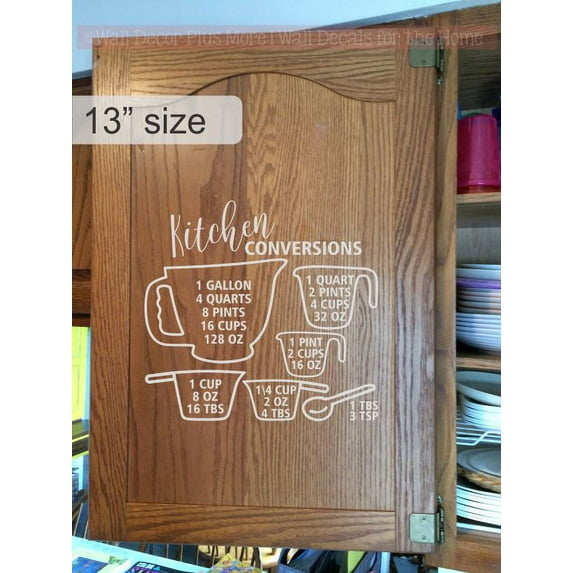 ©Wall Decor Plus More | Wall Decals for the Home
13” size
Kitchen
CONVERSIONS
1 GALLON
4 QUARTS
8 PINTS
16 CUPS
128 OZ
1 QUART
2 PINTS
4 CUPS
32 OZ
1 PINT
2 CUPS
16 OZ
1 CUP
8 OZ
16 TBS
1\4 CUP
2 OZ
4 TBS
1 TBS
3 TSP
COLOR